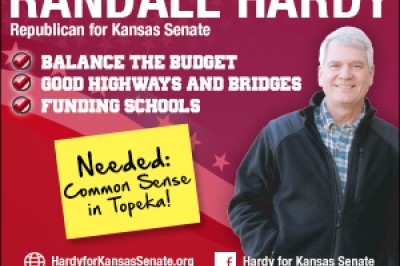 RANDALL HARDY
Republican for Kansas Senate
BALANCE THE BUDGET
GOOD HIGHWAYS AND BRIDGES
FUNDING SCHOOLS
Needed:
Common Sense
in Topeka!
HardyforKansasSenate.org
f Hardy for Kansas Senate